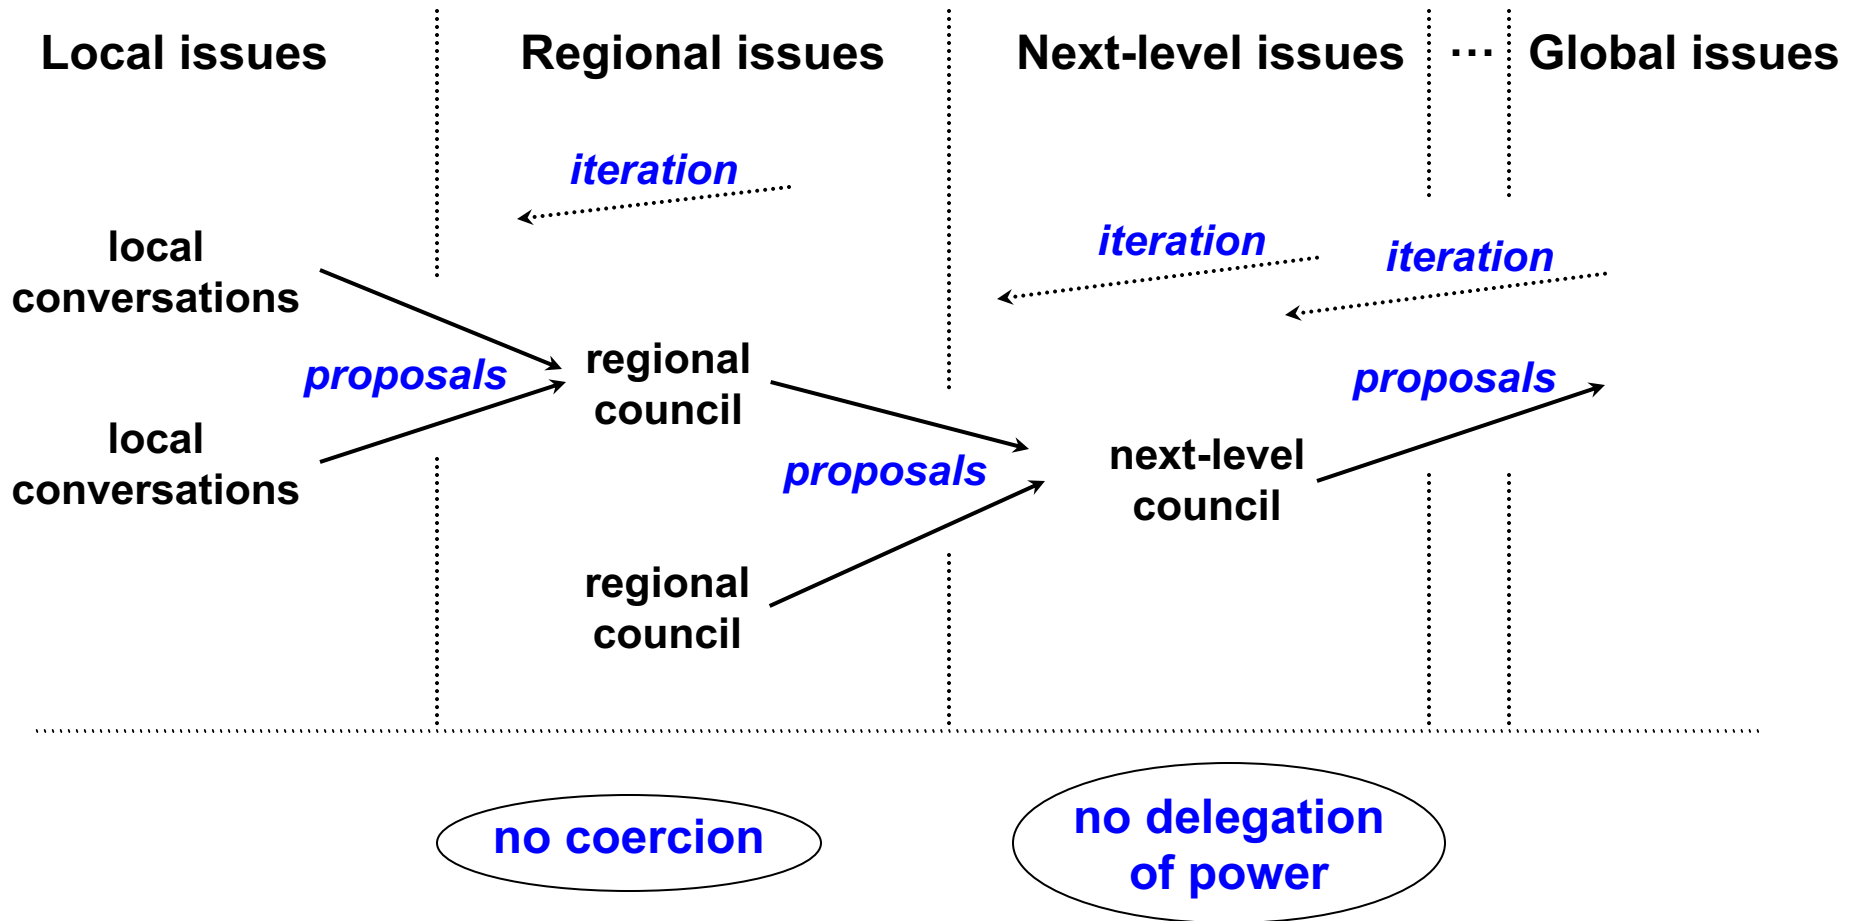 Local issues
Regional issues
Next-level issues
...
Global issues
iteration
iteration
iteration
local
conversations
proposals
regional
council
proposals
local
conversations
proposals
next-level
council
regional
council
no coercion
no delegation
of power